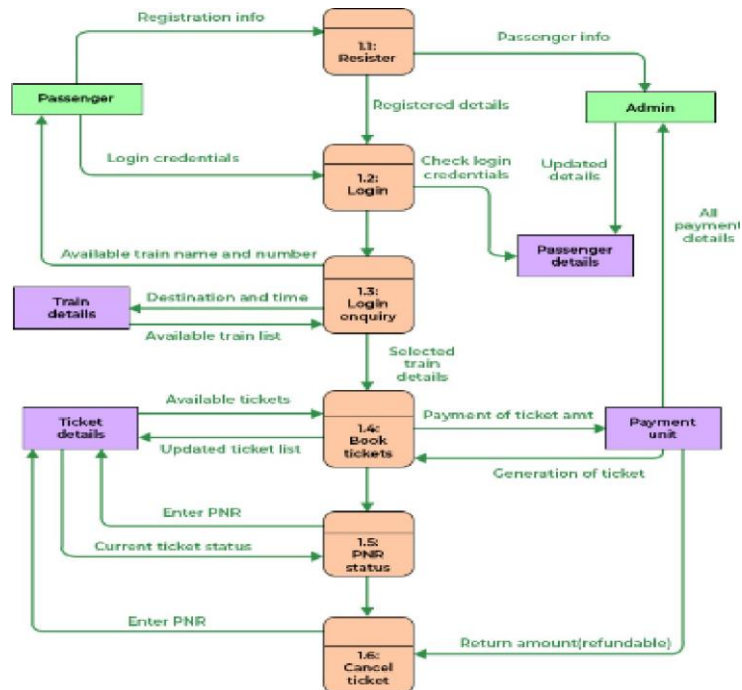 Registration info
1.1:
Resister
Passenger info
Passenger
Admin
Registered details
Login credentials
1.2:
Login
Check login
credentials
Updated
details
All
payment
details
Available train name and number
Passenger
details
Train
details
Destination and time
1.3:
Login
enquiry
Available train list
Selected
train
details
Ticket
details
Available tickets
1.4:
Book
tickets
Payment of ticket amt
Payment
unit
Updated ticket list
Generation of ticket
Enter PNR
1.5:
PNR
status
Current ticket status
Enter PNR
1.6:
Cancel
ticket
Return amount(refundable)